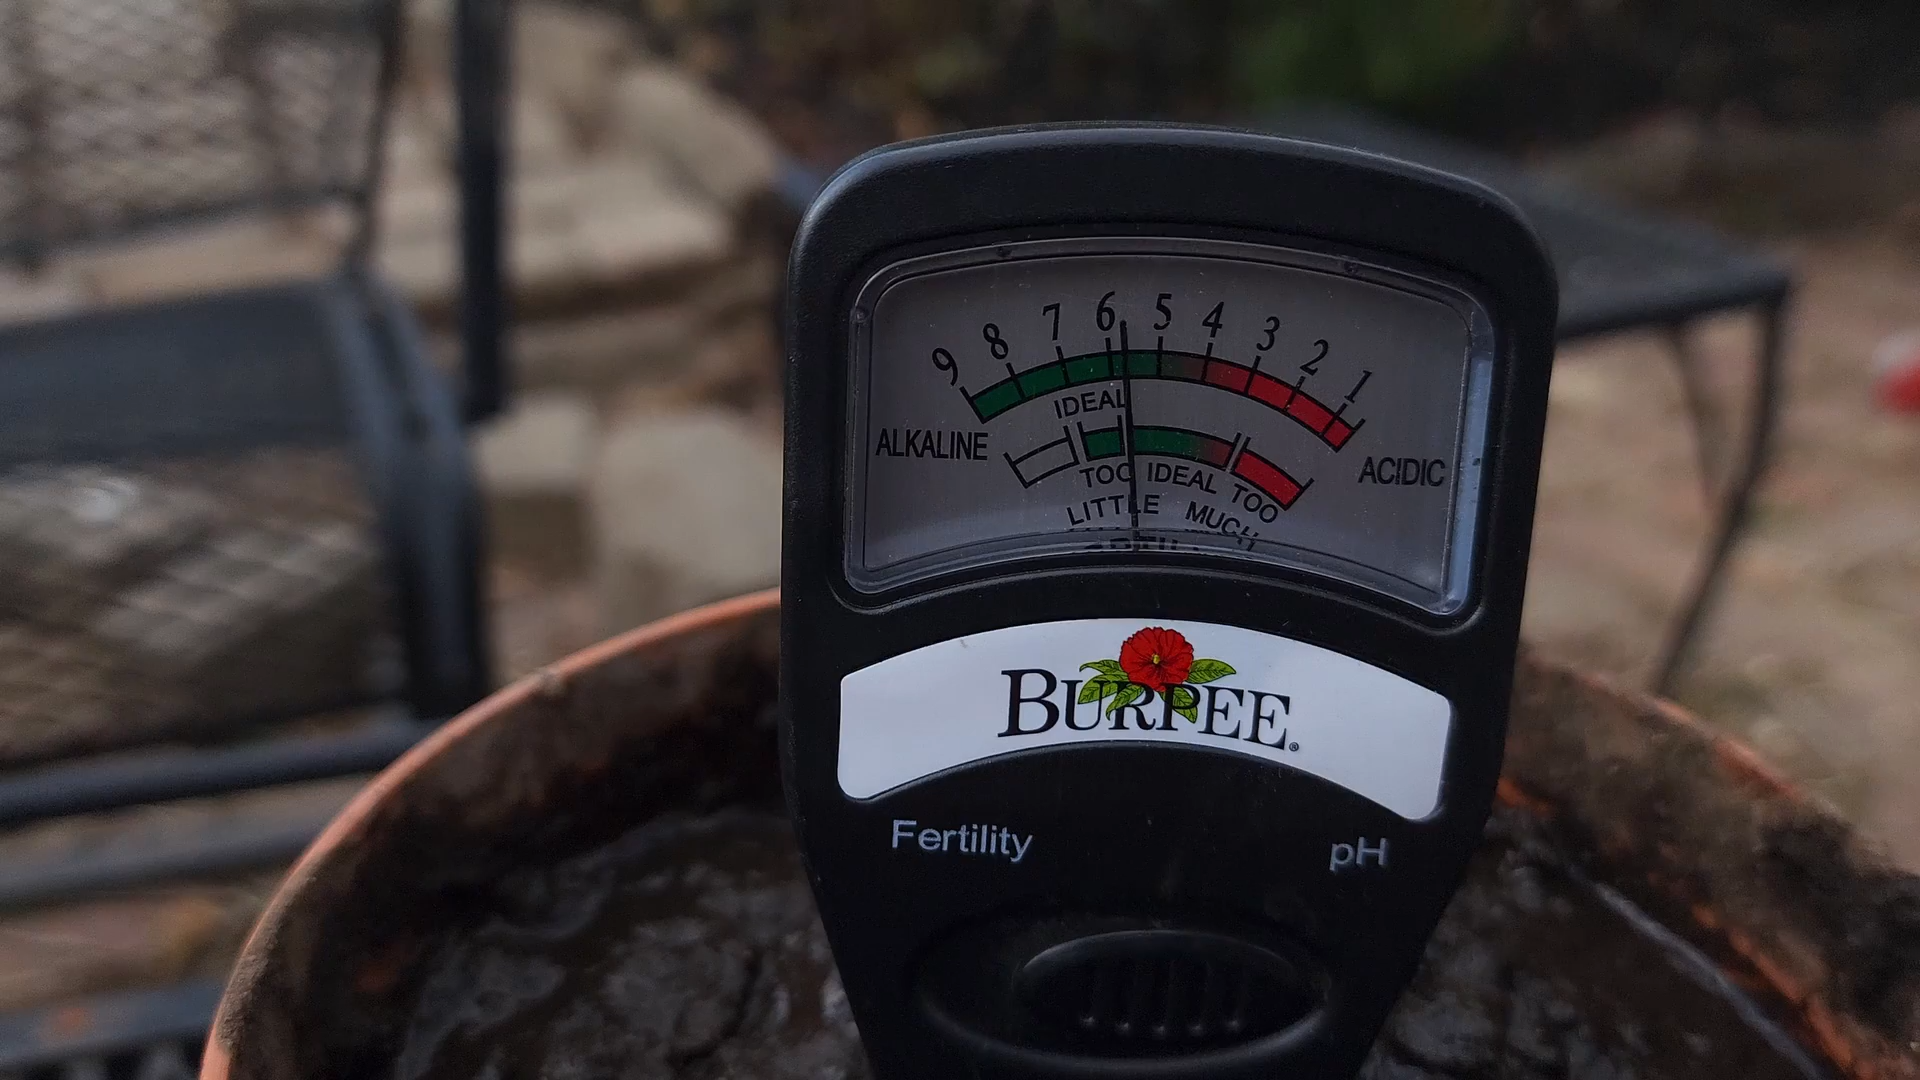 9 8 7 6 5 4 3 2 1
IDEAL
ALKALINE
ACIDIC
TOO IDEAL TOO
LITTLE MUCH
BURPEE®
Fertility
pH